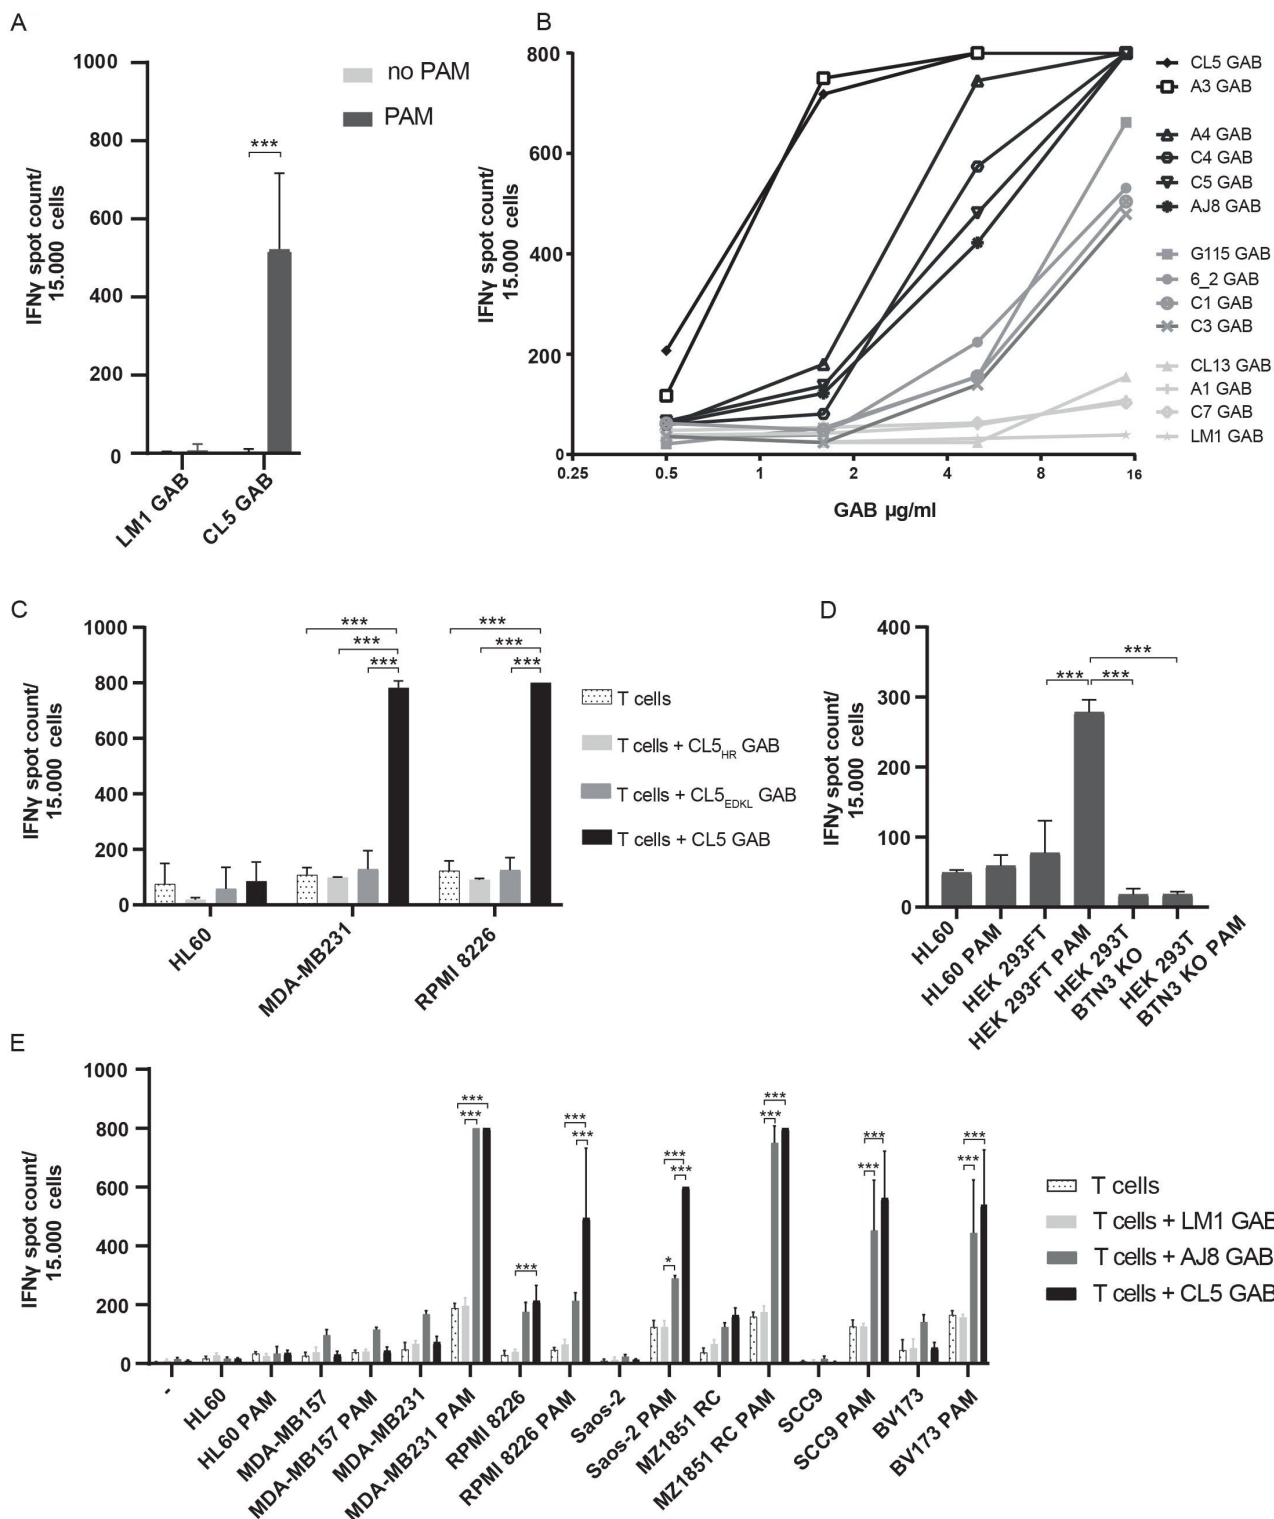 A
1000
800
600
400
200
0
IFNγ spot count/
15.000 cells
no PAM
PAM
***
LM1 GAB
CL5 GAB
B
800
600
400
200
0
IFNγ spot count/
15.000 cells
0.25
0.5
1
2
4
8
16
GAB µg/ml
CL5 GAB
A3 GAB
A4 GAB
C4 GAB
C5 GAB
AJ8 GAB
G115 GAB
6_2 GAB
C1 GAB
C3 GAB
CL13 GAB
A1 GAB
C7 GAB
LM1 GAB
C
1000
800
600
400
200
0
IFNγ spot count/
15.000 cells
***
***
***
***
***
***
HL60
MDA-MB231
RPMI 8226
T cells
T cells + CL5HR GAB
T cells + CL5EDKL GAB
T cells + CL5 GAB
D
400
300
200
100
0
IFNγ spot count/
15.000 cells
***
***
***
HL60
HL60 PAM
HEK 293FT
HEK 293FT PAM
HEK 293T
BTN3 KO
HEK 293T
BTN3 KO PAM
E
1000
800
600
400
200
0
IFNγ spot count/
15.000 cells
***
***
***
***
***
***
***
*
***
***
***
***
***
***
-
HL60
HL60 PAM
MDA-MB157
MDA-MB157 PAM
MDA-MB231
MDA-MB231 PAM
RPMI 8226
RPMI 8226 PAM
Saos-2
Saos-2 PAM
MZ1851 RC
MZ1851 RC PAM
SCC9
SCC9 PAM
BV173
BV173 PAM
T cells
T cells + LM1 GAB
T cells + AJ8 GAB
T cells + CL5 GAB